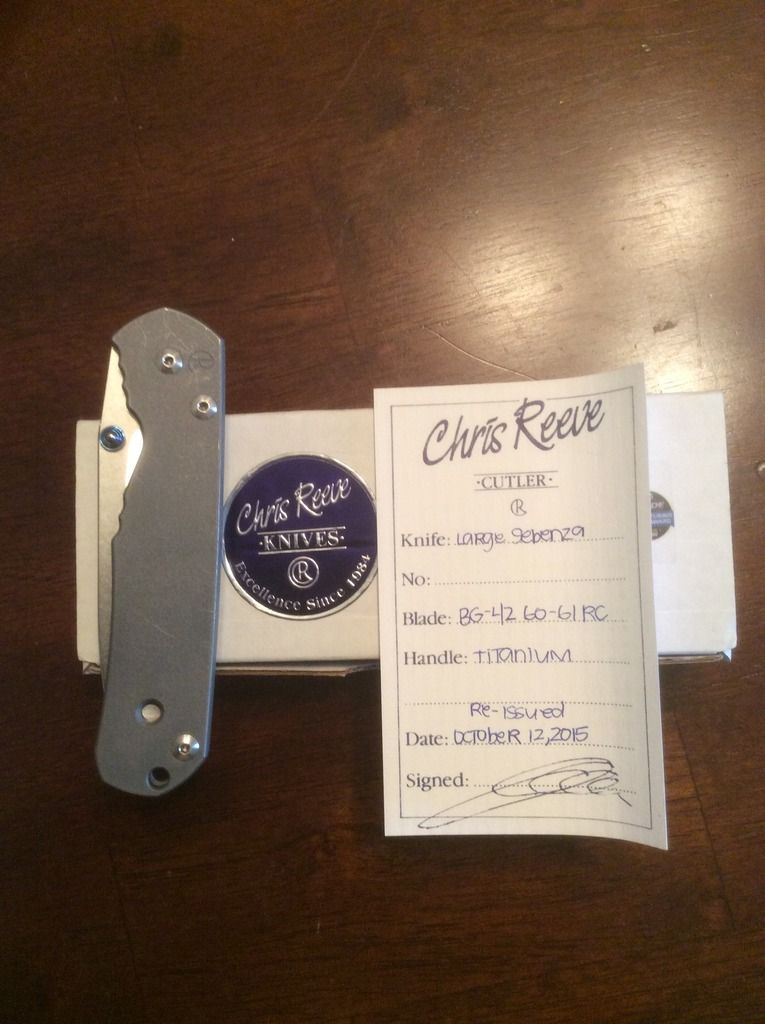 Chris Reeve
KNIVES
R
Excellence Since 1984
Chris Reeve
·CUTLER·
R
Knife: Large Sebenza
No:
Blade: BG-42 60-61 RC
Handle: Titanium
Re-issued
Date: October 12, 2015
Signed: